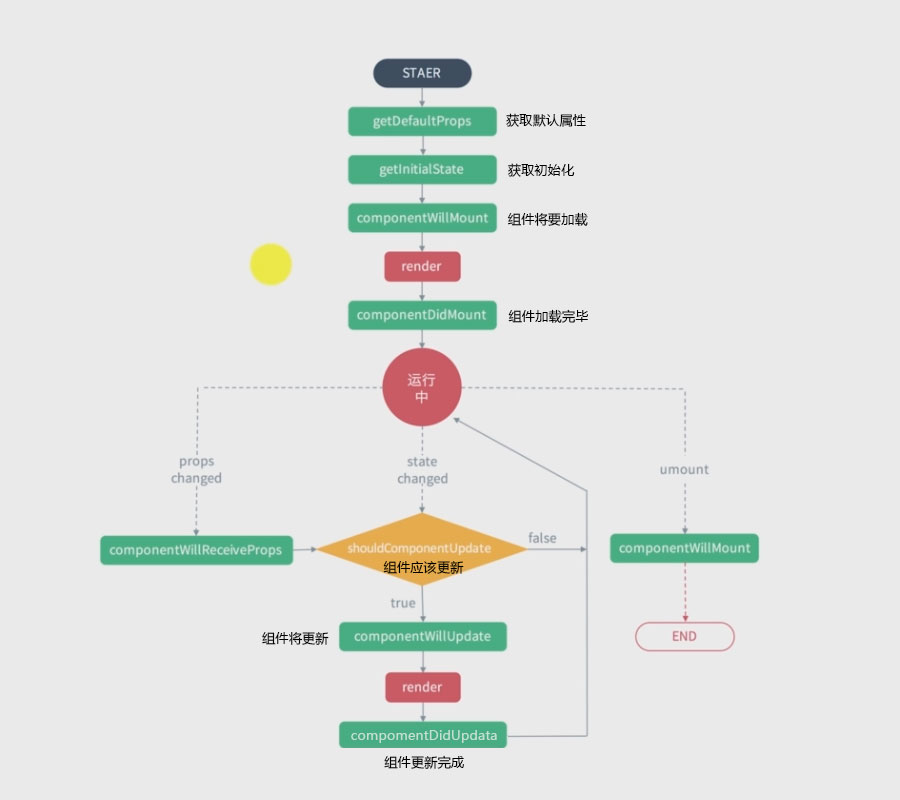 STAER
getDefaultProps 获取默认属性
getInitialState 获取初始化
componentWillMount 组件将要加载
render
componentDidMount 组件加载完毕
运行
中
props
changed
state
changed
umount
componentWillReceiveProps
shouldComponentUpdate
组件应该更新
false
componentWillMount
true
组件将更新 componentWillUpdate
END
render
compomentDidUpdata
组件更新完成